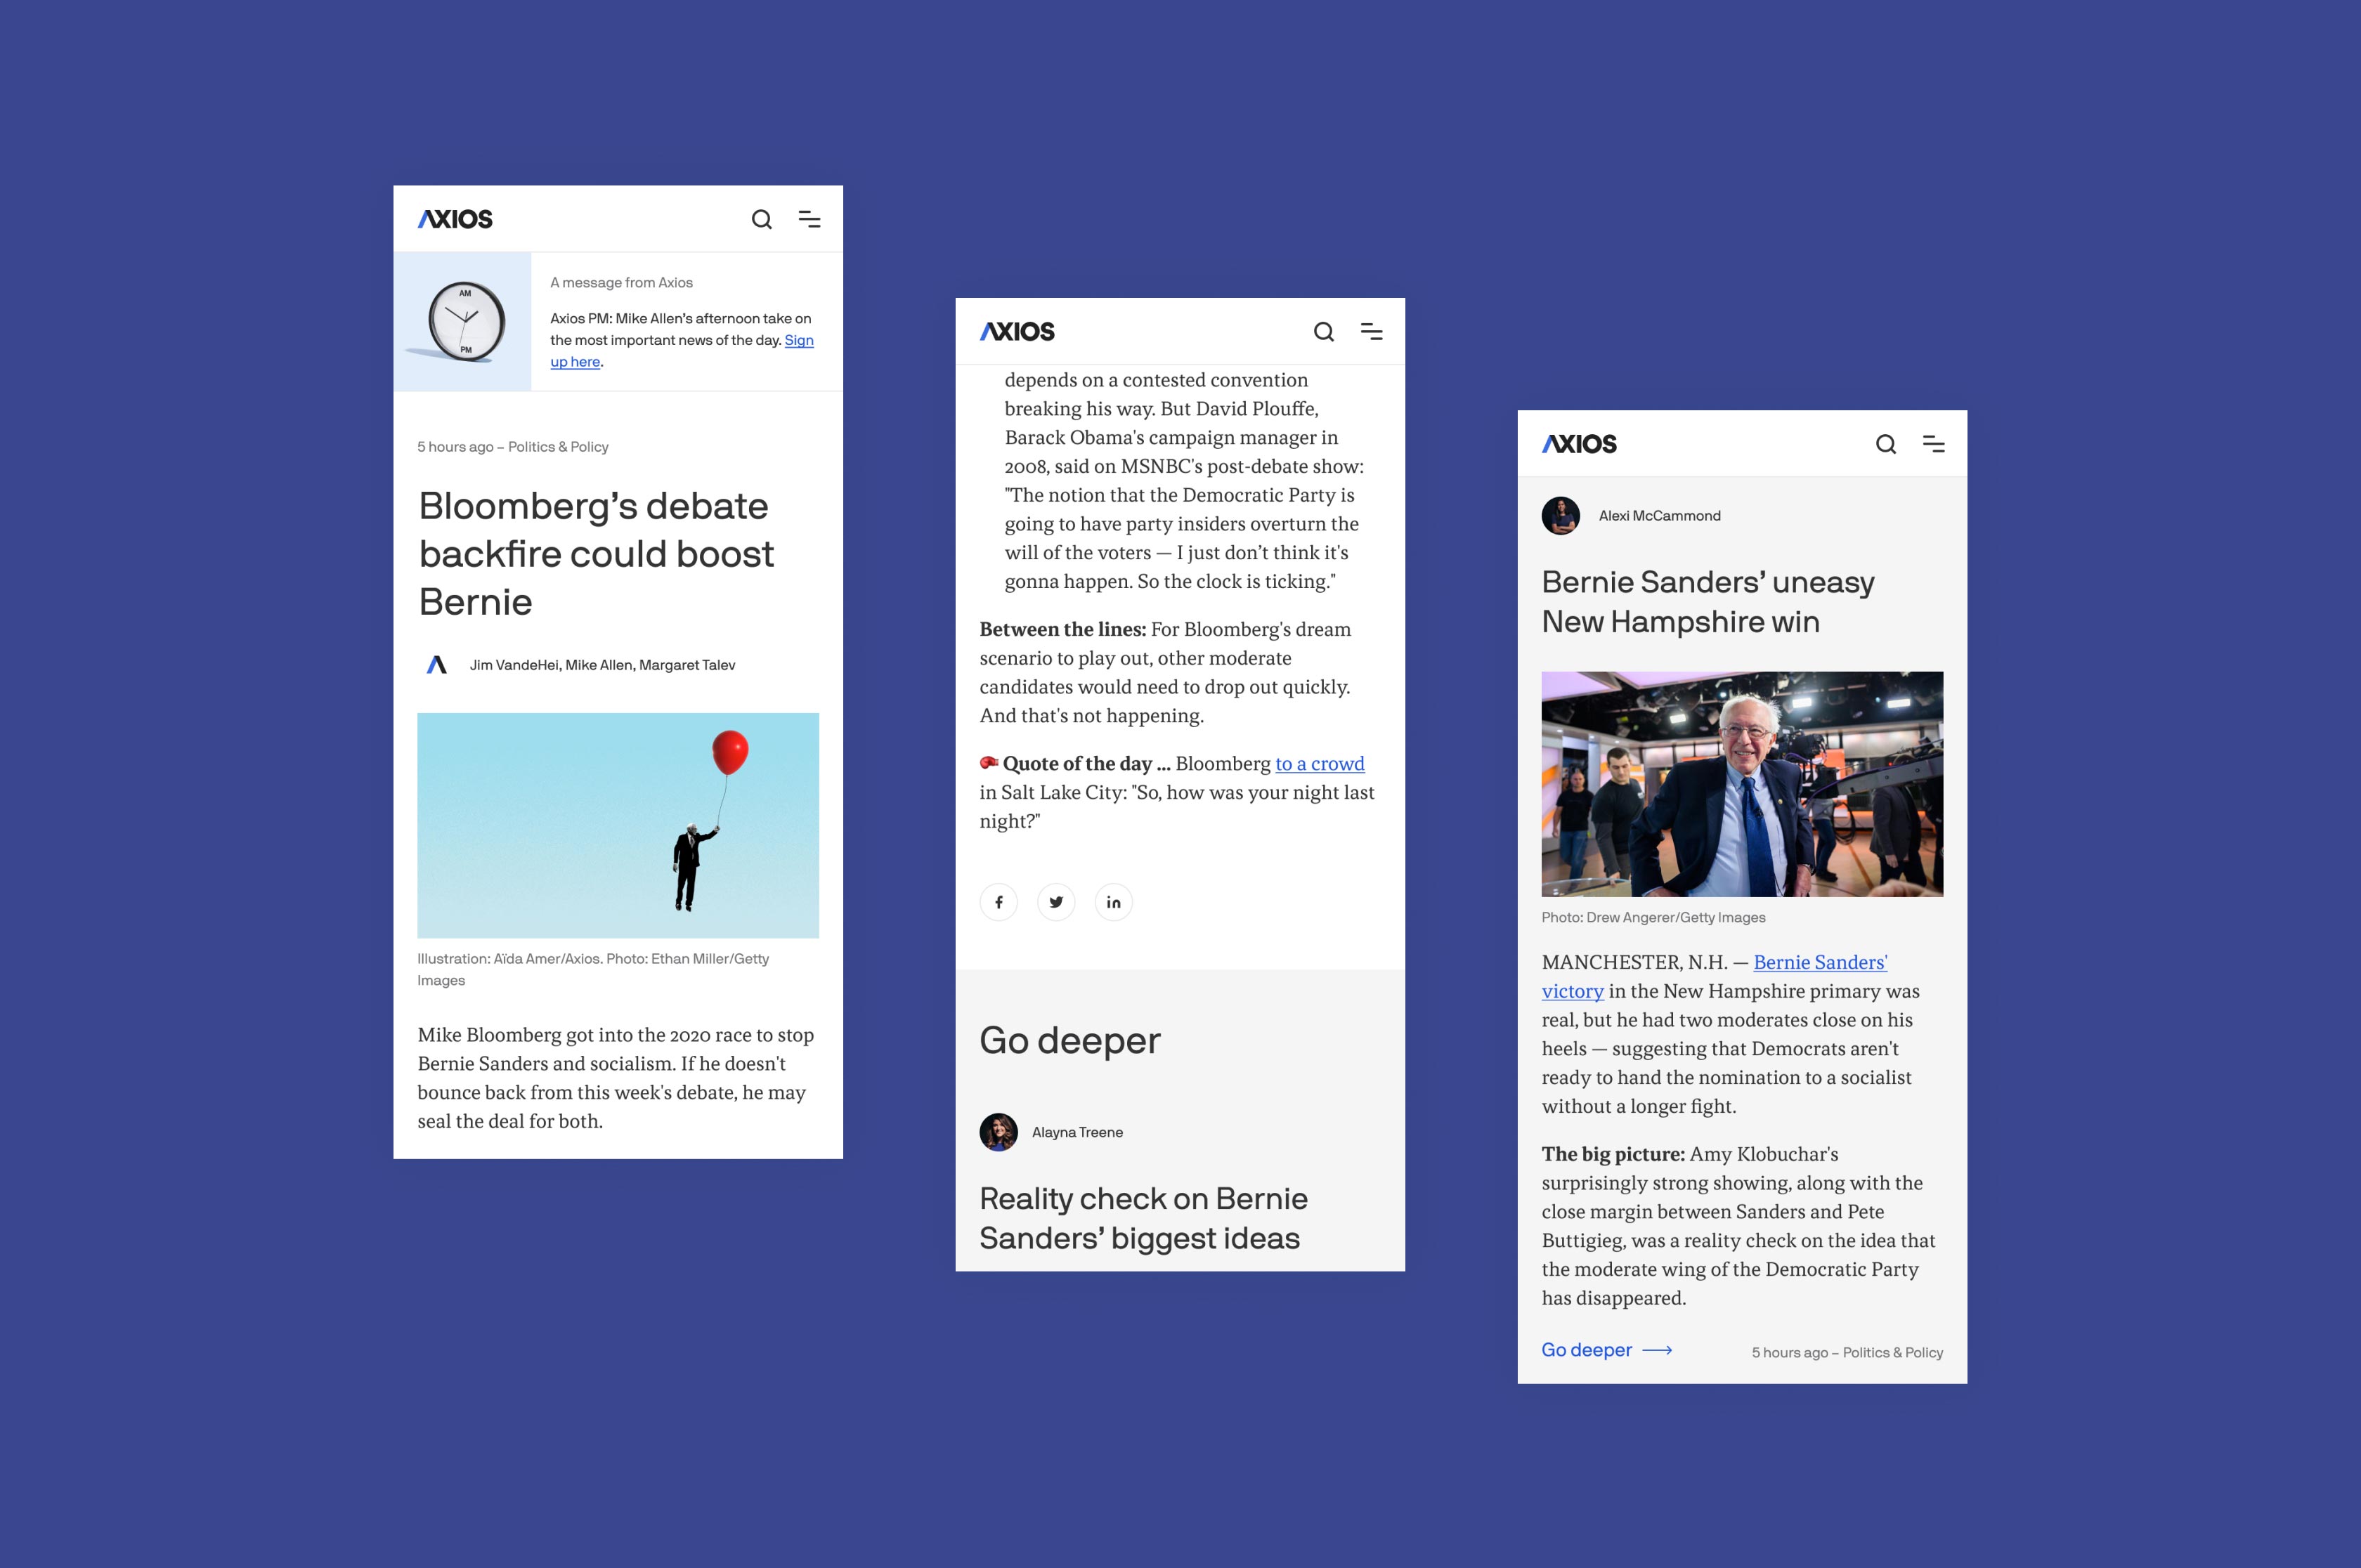 AXIOS
AM
PM
A message from Axios
Axios PM: Mike Allen’s afternoon take on
the most important news of the day. Sign
up here.
5 hours ago – Politics & Policy
Bloomberg’s debate
backfire could boost
Bernie
Jim VandeHei, Mike Allen, Margaret Talev
Illustration: Aïda Amer/Axios. Photo: Ethan Miller/Getty
Images
Mike Bloomberg got into the 2020 race to stop
Bernie Sanders and socialism. If he doesn't
bounce back from this week's debate, he may
seal the deal for both.
AXIOS
depends on a contested convention
breaking his way. But David Plouffe,
Barack Obama's campaign manager in
2008, said on MSNBC's post-debate show:
"The notion that the Democratic Party is
going to have party insiders overturn the
will of the voters — I just don’t think it's
gonna happen. So the clock is ticking."
Between the lines: For Bloomberg's dream
scenario to play out, other moderate
candidates would need to drop out quickly.
And that's not happening.
🥊 Quote of the day ... Bloomberg to a crowd
in Salt Lake City: "So, how was your night last
night?"
Go deeper
Alayna Treene
Reality check on Bernie
Sanders’ biggest ideas
AXIOS
Alexi McCammond
Bernie Sanders’ uneasy
New Hampshire win
Photo: Drew Angerer/Getty Images
MANCHESTER, N.H. — Bernie Sanders'
victory in the New Hampshire primary was
real, but he had two moderates close on his
heels — suggesting that Democrats aren't
ready to hand the nomination to a socialist
without a longer fight.
The big picture: Amy Klobuchar's
surprisingly strong showing, along with the
close margin between Sanders and Pete
Buttigieg, was a reality check on the idea that
the moderate wing of the Democratic Party
has disappeared.
Go deeper ⟶
5 hours ago – Politics & Policy